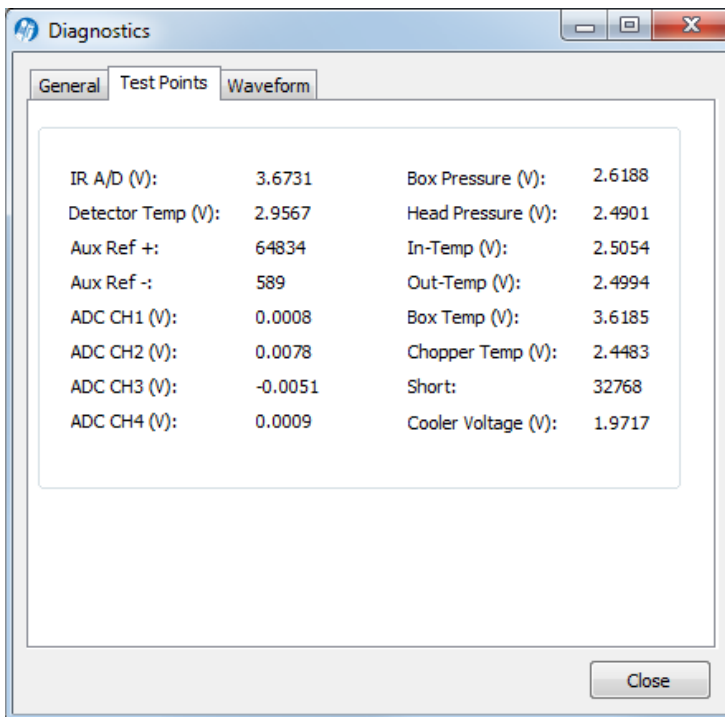 Diagnostics
General Test Points Waveform
IR A/D (V): 3.6731 Box Pressure (V): 2.6188
Detector Temp (V): 2.9567 Head Pressure (V): 2.4901
Aux Ref +: 64834 In-Temp (V): 2.5054
Aux Ref -: 589 Out-Temp (V): 2.4994
ADC CH1 (V): 0.0008 Box Temp (V): 3.6185
ADC CH2 (V): 0.0078 Chopper Temp (V): 2.4483
ADC CH3 (V): -0.0051 Short: 32768
ADC CH4 (V): 0.0009 Cooler Voltage (V): 1.9717
Close